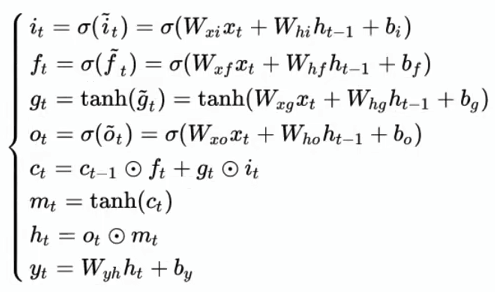 i_t = σ(ĩ_t) = σ(W_{xi}x_t + W_{hi}h_{t-1} + b_i)
f_t = σ(f̃_t) = σ(W_{xf}x_t + W_{hf}h_{t-1} + b_f)
g_t = tanh(g̃_t) = tanh(W_{xg}x_t + W_{hg}h_{t-1} + b_g)
o_t = σ(õ_t) = σ(W_{xo}x_t + W_{ho}h_{t-1} + b_o)
c_t = c_{t-1} ⊙ f_t + g_t ⊙ i_t
m_t = tanh(c_t)
h_t = o_t ⊙ m_t
y_t = W_{yh}h_t + b_y